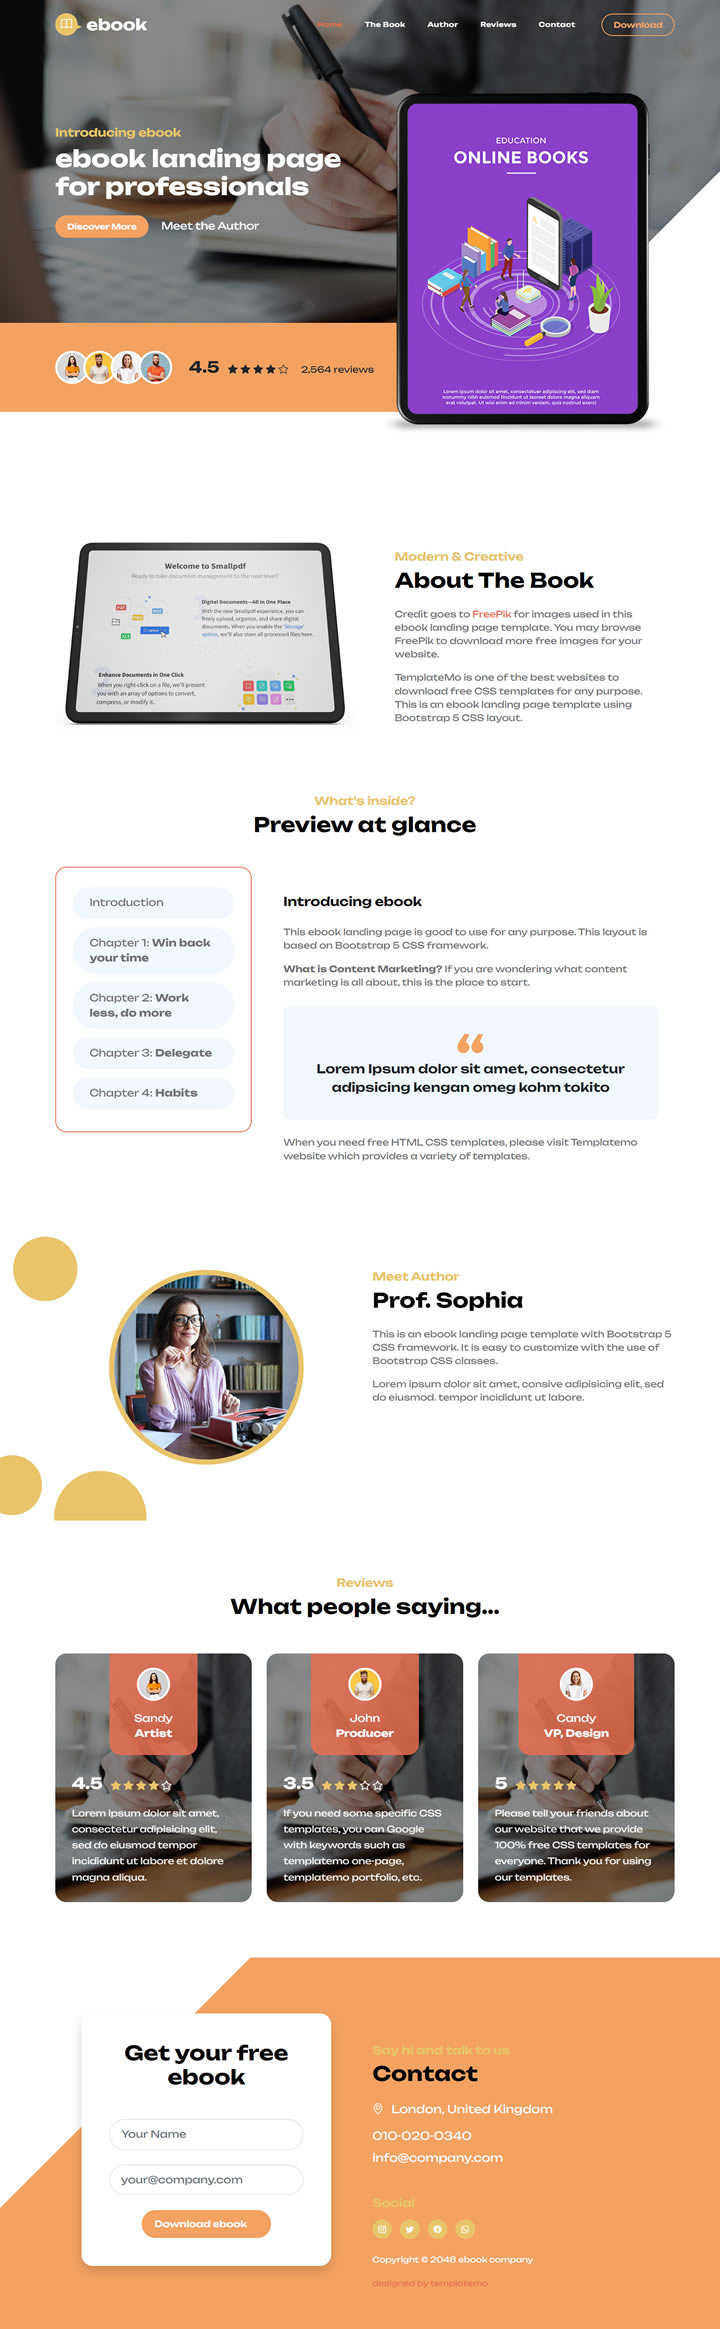 ebook
Home
The Book
Author
Reviews
Contact
Download
Introducing ebook
ebook landing page
for professionals
Discover More
Meet the Author
EDUCATION
ONLINE BOOKS
A
Lorem ipsum dolor sit amet, consectetuer adipiscing elit, sed diam
nonummy nibh euismod tincidunt ut laoreet dolore magna aliquam
erat volutpat. Ut wisi enim ad minim veniam, quis nostrud exerci
4.5
2,564 reviews
Welcome to Smallpdf
Ready to take document management to the next level?
PDF
DOC
XLS
Upload
Digital Documents—All In One Place
With the new Smallpdf experience, you can
freely upload, organize, and share digital
documents. When you enable the 'Storage'
option, we'll also store all processed files here.
Enhance Documents in One Click
When you right-click on a file, we'll present
you with an array of options to convert,
compress, or modify it.
Modern & Creative
About The Book
Credit goes to FreePik for images used in this
ebook landing page template. You may browse
FreePik to download more free images for your
website.
TemplateMo is one of the best websites to
download free CSS templates for any purpose.
This is an ebook landing page template using
Bootstrap 5 CSS layout.
What's inside?
Preview at glance
Introduction
Chapter 1: Win back
your time
Chapter 2: Work
less, do more
Chapter 3: Delegate
Chapter 4: Habits
Introducing ebook
This ebook landing page is good to use for any purpose. This layout is
based on Bootstrap 5 CSS framework.
What is Content Marketing? If you are wondering what content
marketing is all about, this is the place to start.
“
Lorem Ipsum dolor sit amet, consectetur
adipsicing kengan omeg kohm tokito
When you need free HTML CSS templates, please visit Templatemo
website which provides a variety of templates.
Meet Author
Prof. Sophia
This is an ebook landing page template with Bootstrap 5
CSS framework. It is easy to customize with the use of
Bootstrap CSS classes.
Lorem ipsum dolor sit amet, consive adipisicing elit, sed
do eiusmod. tempor incididunt ut labore.
Reviews
What people saying...
Sandy
Artist
4.5
Lorem ipsum dolor sit amet,
consectetur adipisicing elit,
sed do eiusmod tempor
incididunt ut labore et dolore
magna aliqua.
John
Producer
3.5
If you need some specific CSS
templates, you can Google
with keywords such as
templatemo one-page,
templatemo portfolio, etc.
Candy
VP, Design
5
Please tell your friends about
our website that we provide
100% free CSS templates for
everyone. Thank you for using
our templates.
Get your free
ebook
Your Name
your@company.com
Download ebook
Say hi and talk to us
Contact
London, United Kingdom
010-020-0340
info@company.com
Social
Copyright © 2048 ebook company
designed by templatemo